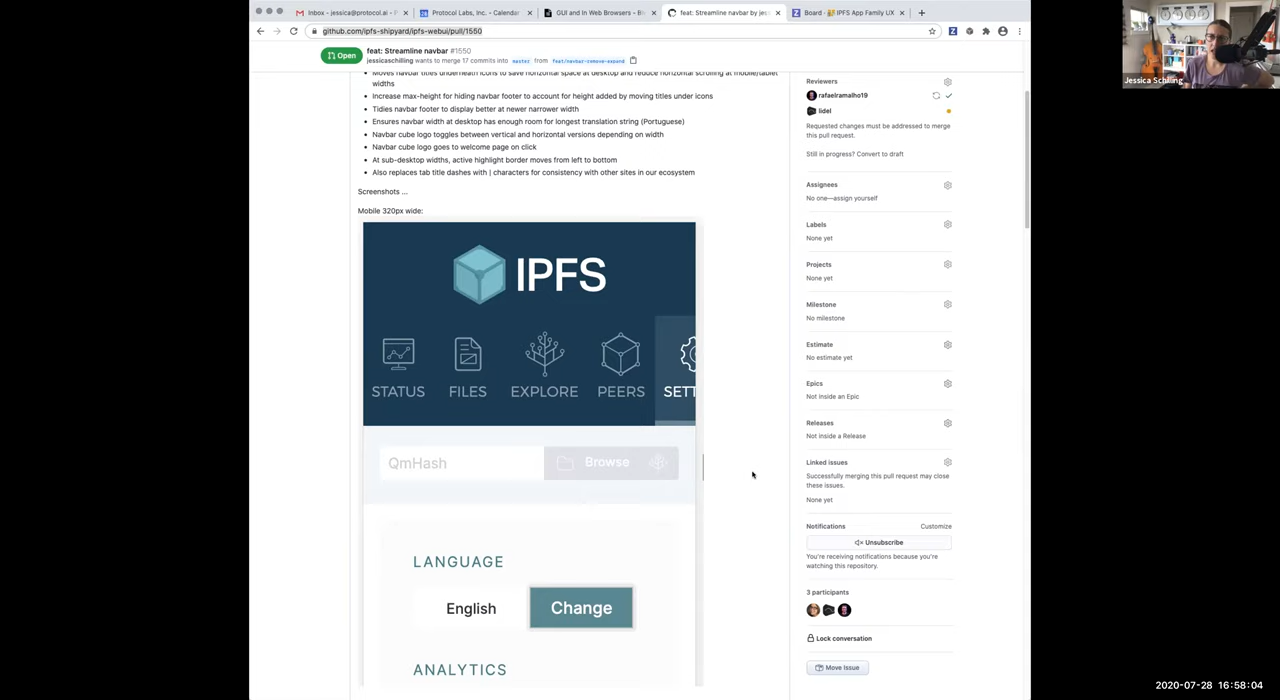 Inbox - jessica@protocol.ai - P
Protocol Labs, Inc. - Calendar
GUI and In Web Browsers - B
feat: Streamline navbar by jes
Board · IPFS App Family UX
github.com/ipfs-shipyard/ipfs-webui/pull/1550
Jessica Schilling
Open
feat: Streamline navbar #1550
jessicaschilling wants to merge 17 commits into master from feat/navbar-remove-expand
Moves navbar titles underneath icons to save horizontal space at desktop and reduce horizontal scrolling at mobile/tablet
widths
Increase max-height for hiding navbar footer to account for height added by moving titles under icons
Tidies navbar footer to display better at newer narrower width
Ensures navbar width at desktop has enough room for longest translation string (Portuguese)
Navbar cube logo toggles between vertical and horizontal versions depending on width
Navbar cube logo goes to welcome page on click
At sub-desktop widths, active highlight border moves from left to bottom
Also replaces tab title dashes with | characters for consistency with other sites in our ecosystem
Screenshots ...
Mobile 320px wide:
IPFS
STATUS
FILES
EXPLORE
PEERS
SETT
QmHash
Browse
LANGUAGE
English
Change
ANALYTICS
Reviewers
rafaelramalho19
lidel
Requested changes must be addressed to merge
this pull request.
Still in progress? Convert to draft
Assignees
No one—assign yourself
Labels
None yet
Projects
None yet
Milestone
No milestone
Estimate
No estimate yet
Epics
Not inside an Epic
Releases
Not inside a Release
Linked issues
Successfully merging this pull request may close
these issues.
None yet
Notifications
Customize
Unsubscribe
You're receiving notifications because you're
watching this repository.
3 participants
Lock conversation
Move Issue
2020-07-28 16:58:04